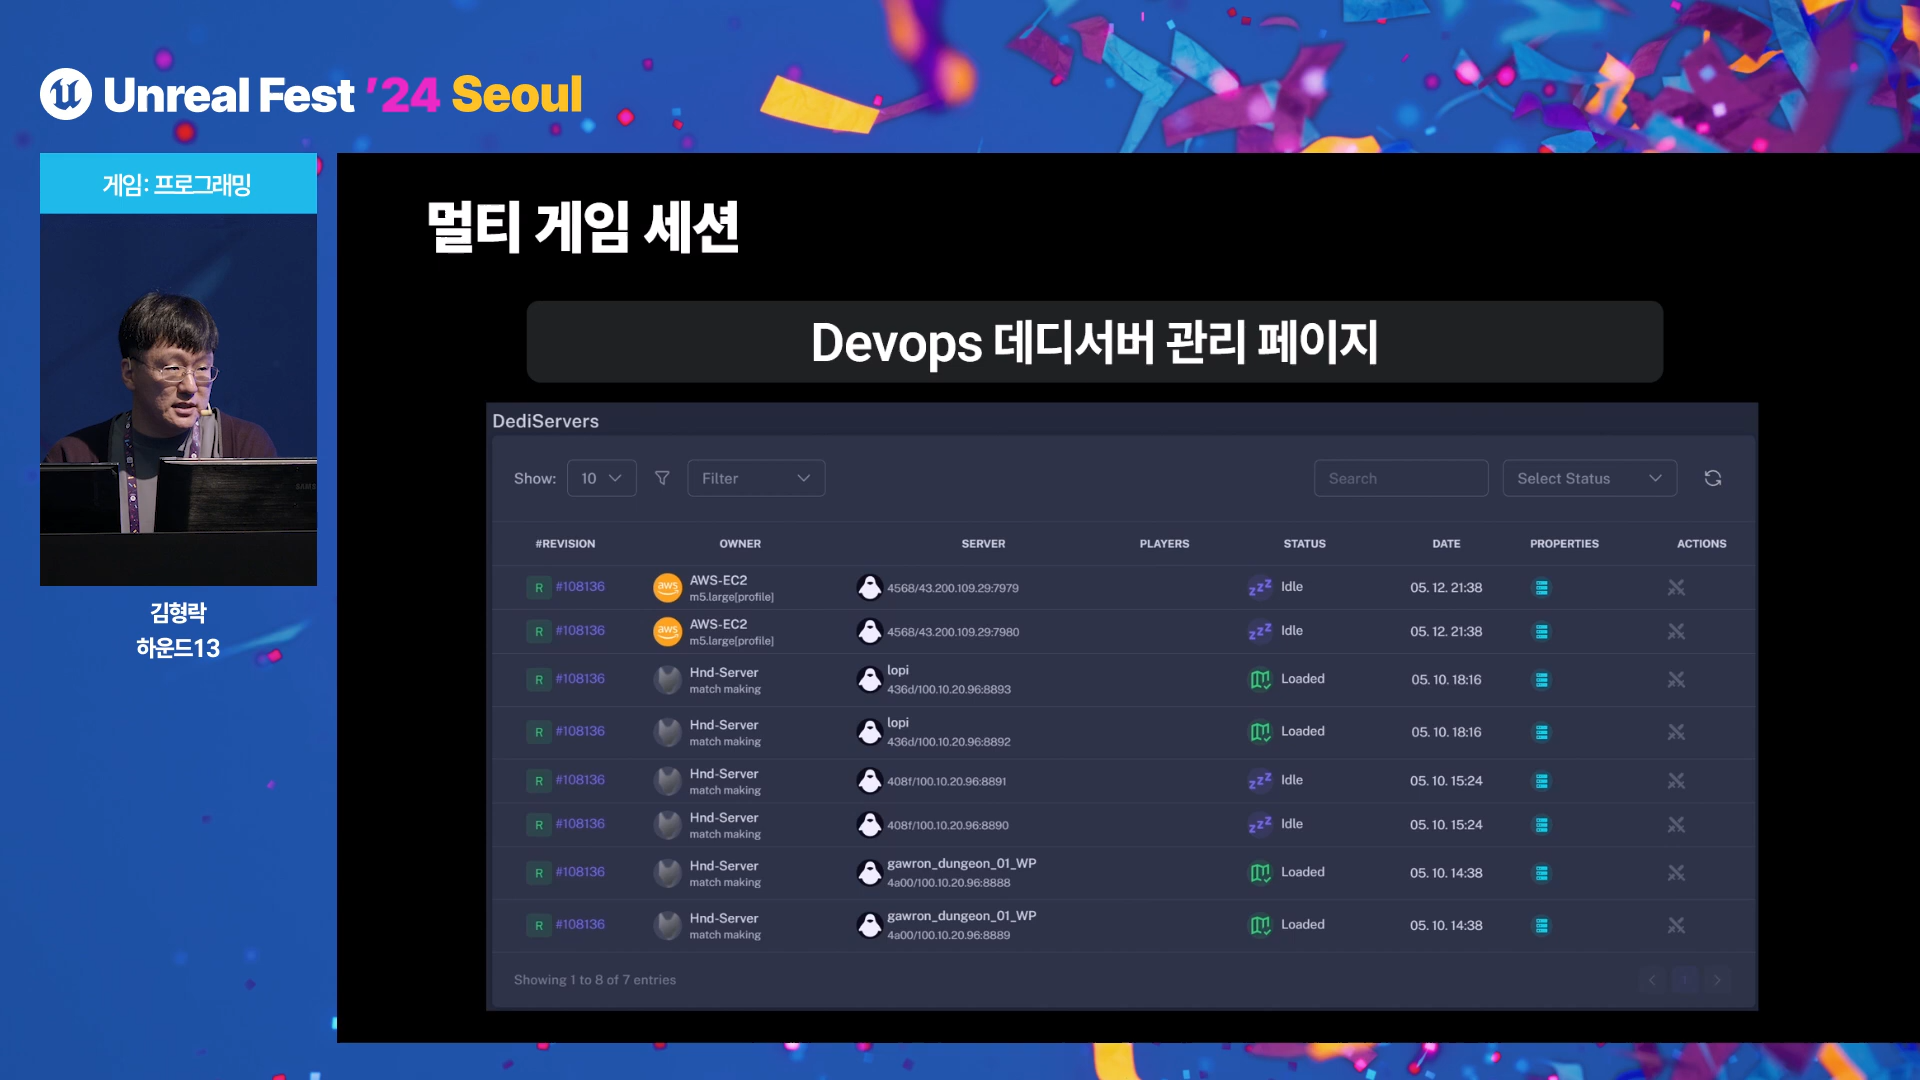 Unreal Fest '24 Seoul
게임: 프로그래밍
김형락
하운드13
멀티 게임 세션
Devops 데디서버 관리 페이지
DediServers
Show: 10 Filter Search Select Status
#REVISION OWNER SERVER PLAYERS STATUS DATE PROPERTIES ACTIONS
R #108136 aws AWS-EC2 m5.large[profile] 4568/43.200.109.29:7979 zzz Idle 05. 12. 21:38
R #108136 aws AWS-EC2 m5.large[profile] 4568/43.200.109.29:7980 zzz Idle 05. 12. 21:38
R #108136 Hnd-Server match making lopi 436d/100.10.20.96:8893 Loaded 05. 10. 18:16
R #108136 Hnd-Server match making lopi 436d/100.10.20.96:8892 Loaded 05. 10. 18:16
R #108136 Hnd-Server match making 408f/100.10.20.96:8891 zzz Idle 05. 10. 15:24
R #108136 Hnd-Server match making 408f/100.10.20.96:8890 zzz Idle 05. 10. 15:24
R #108136 Hnd-Server match making gawron_dungeon_01_WP 4a00/100.10.20.96:8888 Loaded 05. 10. 14:38
R #108136 Hnd-Server match making gawron_dungeon_01_WP 4a00/100.10.20.96:8889 Loaded 05. 10. 14:38
Showing 1 to 8 of 7 entries
1